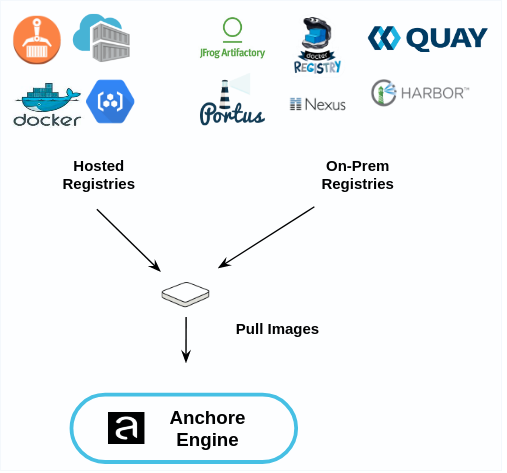 JFrog Artifactory
docker
REGISTRY
QUAY
docker
Portus
Nexus
HARBOR™
Hosted
Registries
On-Prem
Registries
Pull Images
a
Anchore
Engine